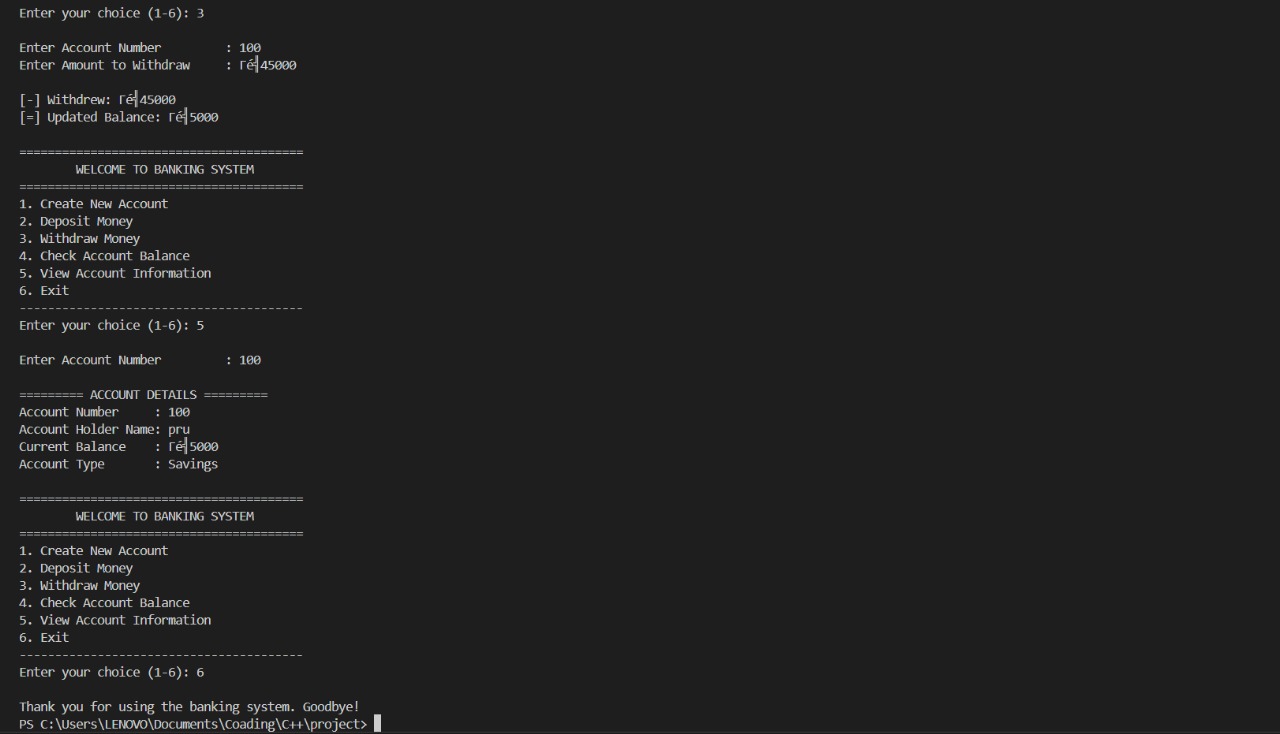 Enter your choice (1-6): 3
Enter Account Number         : 100
Enter Amount to Withdraw     : Γé╣45000
[-] Withdrew: Γé╣45000
[=] Updated Balance: Γé╣5000
========================================
        WELCOME TO BANKING SYSTEM
========================================
1. Create New Account
2. Deposit Money
3. Withdraw Money
4. Check Account Balance
5. View Account Information
6. Exit
----------------------------------------
Enter your choice (1-6): 5
Enter Account Number         : 100
========= ACCOUNT DETAILS =========
Account Number     : 100
Account Holder Name: pru
Current Balance    : Γé╣5000
Account Type       : Savings
========================================
        WELCOME TO BANKING SYSTEM
========================================
1. Create New Account
2. Deposit Money
3. Withdraw Money
4. Check Account Balance
5. View Account Information
6. Exit
----------------------------------------
Enter your choice (1-6): 6
Thank you for using the banking system. Goodbye!
PS C:\Users\LENOVO\Documents\Coading\C++\project>